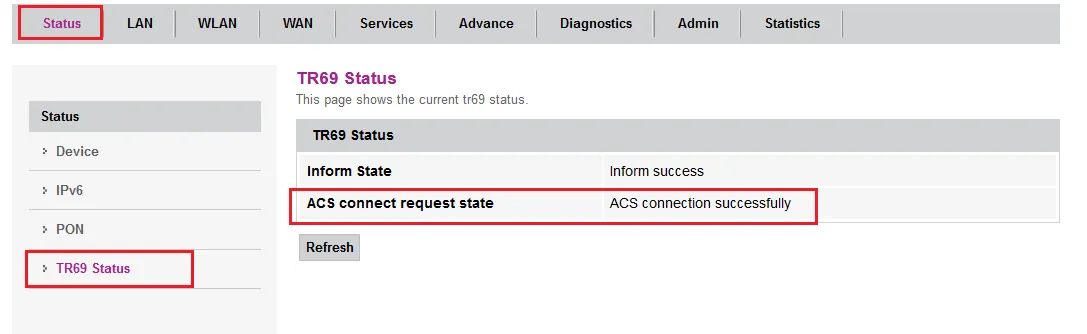 Status LAN WLAN WAN Services Advance Diagnostics Admin Statistics
Status
Device
IPv6
PON
TR69 Status
TR69 Status
This page shows the current tr69 status.
TR69 Status
Inform State Inform success
ACS connect request state ACS connection successfully
Refresh